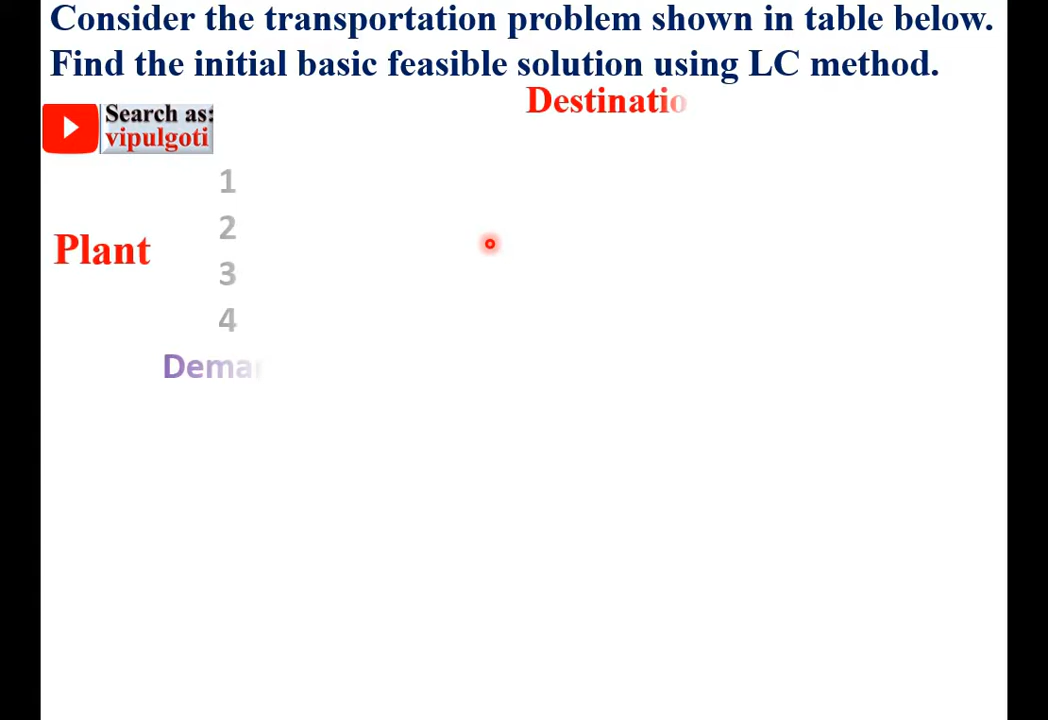 Consider the transportation problem shown in table below.
Find the initial basic feasible solution using LC method.
Destinatio
Search as:
vipulgoti
1
2
Plant
3
4
Deman